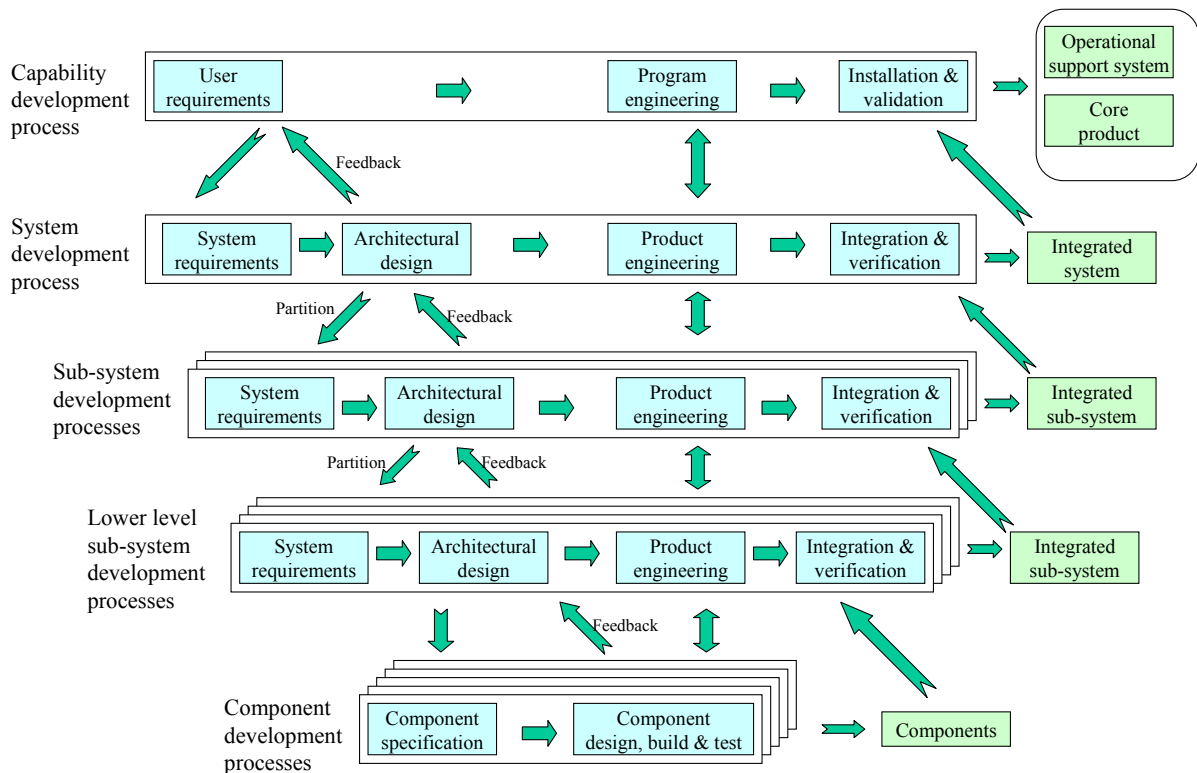 Capability
development
process
User
requirements
Program
engineering
Installation &
validation
Operational
support system
Core
product
Feedback
System
development
process
System
requirements
Architectural
design
Product
engineering
Integration &
verification
Integrated
system
Partition
Feedback
Sub-system
development
processes
System
requirements
Architectural
design
Product
engineering
Integration &
verification
Integrated
sub-system
Partition
Feedback
Lower level
sub-system
development
processes
System
requirements
Architectural
design
Product
engineering
Integration &
verification
Integrated
sub-system
Feedback
Component
development
processes
Component
specification
Component
design, build & test
Components